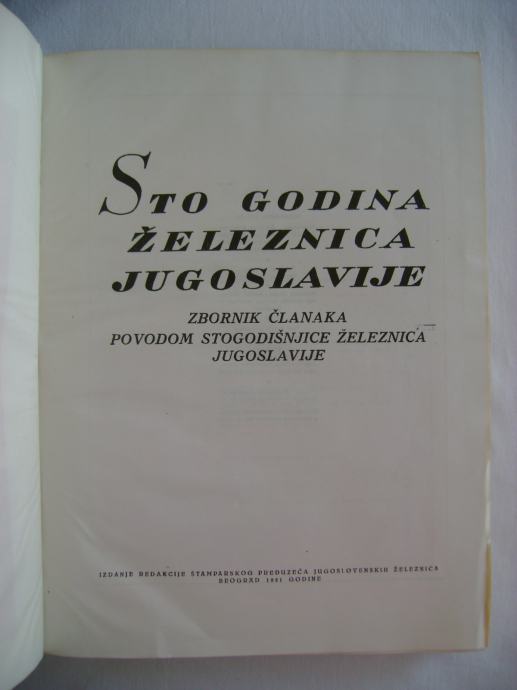 STO GODINA
ŽELEZNICA
JUGOSLAVIJE
ZBORNIK ČLANAKA
POVODOM STOGODIŠNJICE ŽELEZNICA
JUGOSLAVIJE
IZDANJE REDAKCIJE ŠTAMPARSKOG PREDUZEĆA JUGOSLOVENSKIH ŽELEZNICA
BEOGRAD 1951 GODINE